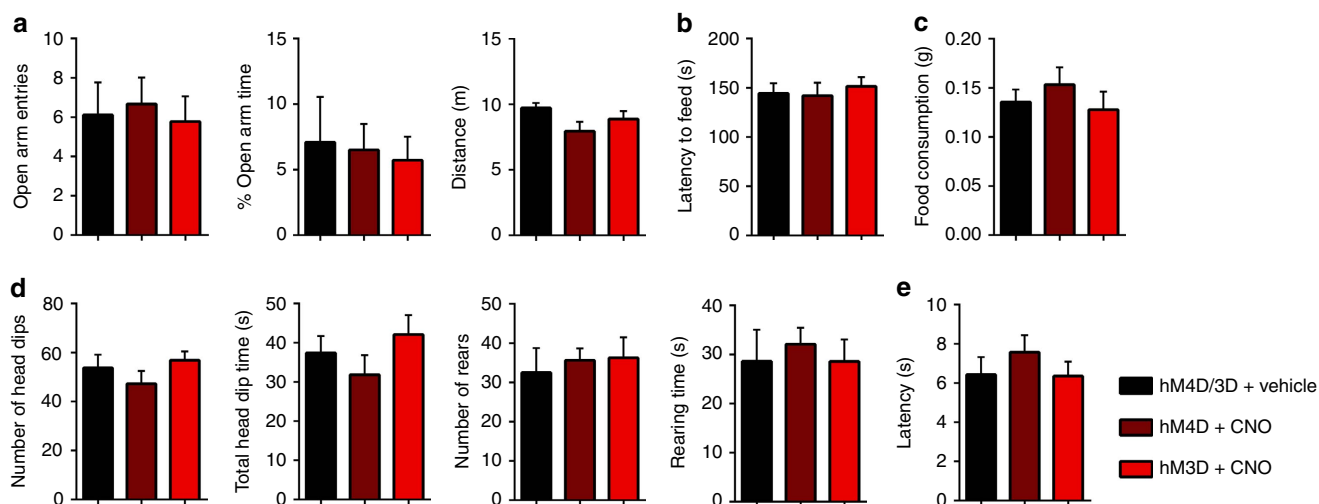 a
Open arm entries
10
8
6
4
2
0
% Open arm time
15
10
5
0
Distance (m)
15
10
5
0
b
Latency to feed (s)
200
150
100
50
0
c
Food consumption (g)
0.20
0.15
0.10
0.05
0.00
d
Number of head dips
80
60
40
20
0
Total head dip time (s)
50
40
30
20
10
0
Number of rears
60
50
40
30
20
10
0
Rearing time (s)
40
30
20
10
0
e
Latency (s)
10
8
6
4
2
0
hM4D/3D + vehicle
hM4D + CNO
hM3D + CNO